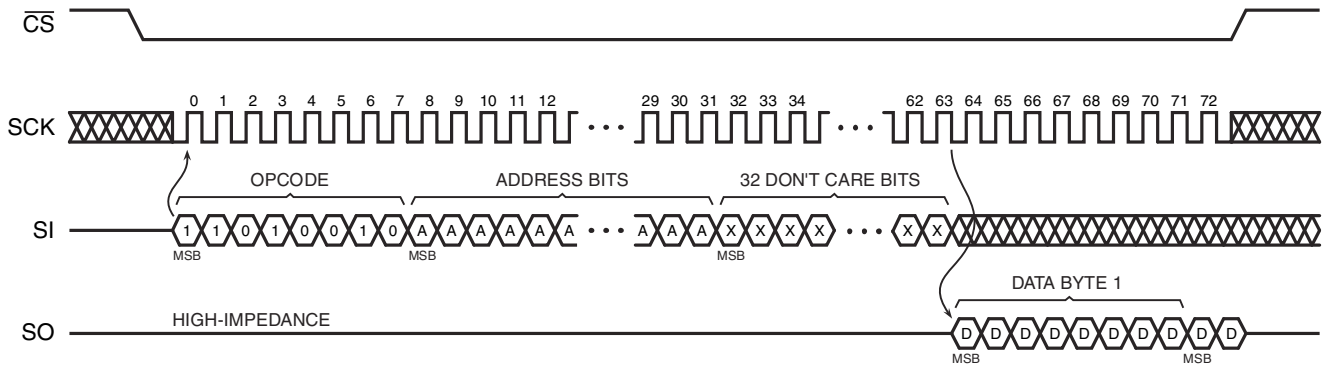 CS
0 1 2 3 4 5 6 7 8 9 10 11 12 29 30 31 32 33 34 62 63 64 65 66 67 68 69 70 71 72
SCK • • • • • •
OPCODE ADDRESS BITS 32 DON'T CARE BITS
SI 1 1 0 1 0 0 1 0 A A A A A A • • • A A A X X X X • • • X X
MSB MSB MSB
DATA BYTE 1
HIGH-IMPEDANCE
SO D D D D D D D D D D
MSB MSB